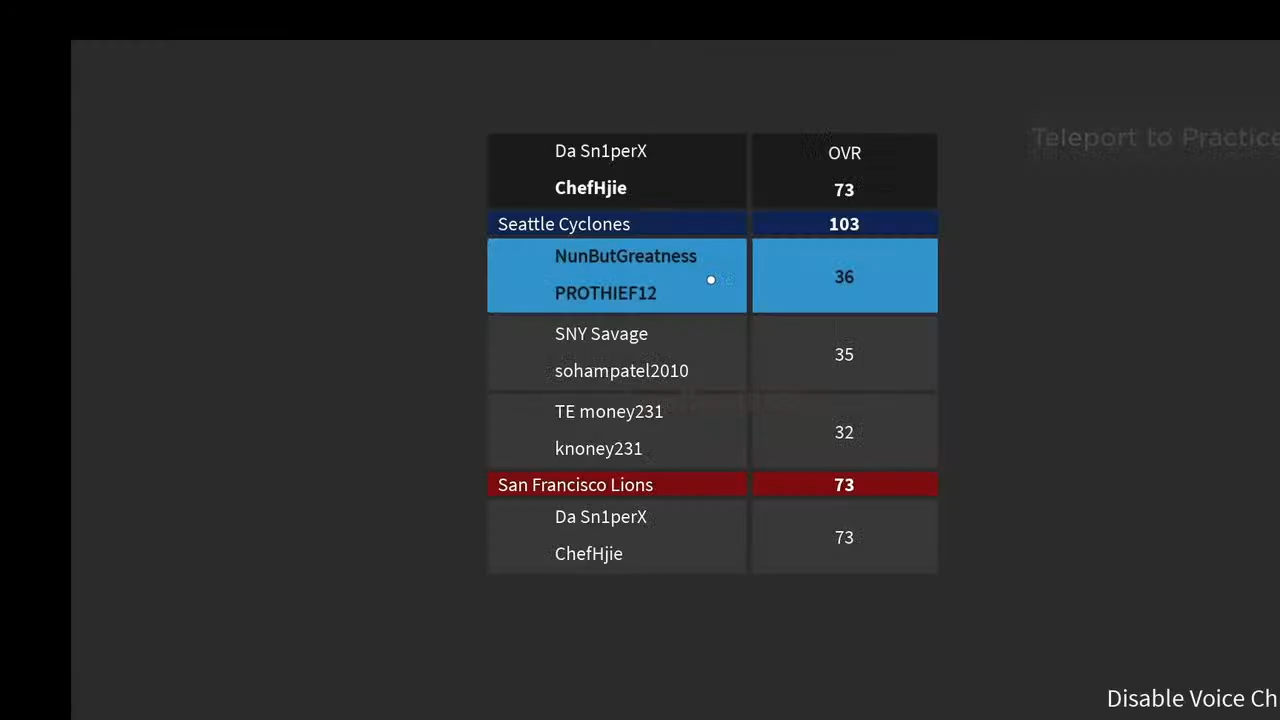 Teleport to Practice
Da Sn1perX OVR
ChefHjie 73
Seattle Cyclones 103
NunButGreatness
PROTHIEF12 36
SNY Savage
sohampatel2010 35
TE money231
knoney231 32
San Francisco Lions 73
Da Sn1perX
ChefHjie 73
Disable Voice Ch